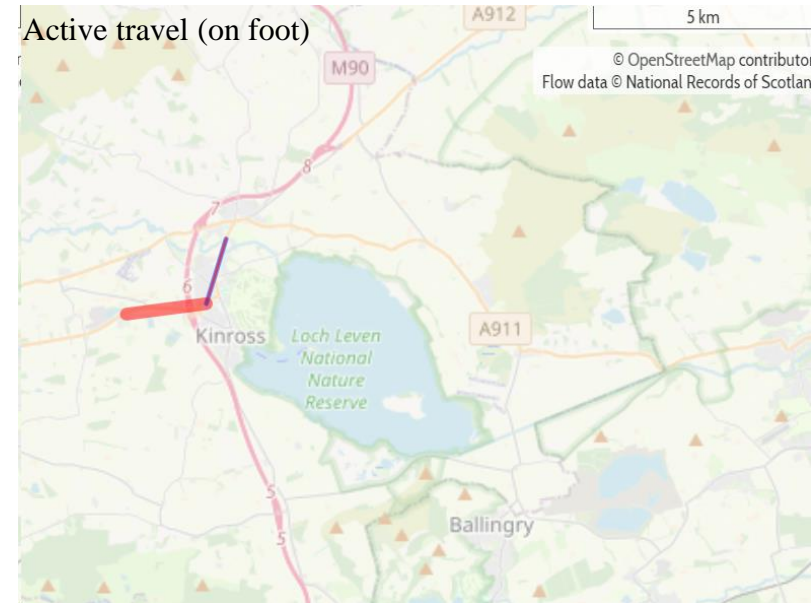 Active travel (on foot)
A912
5 km
© OpenStreetMap contributor
Flow data © National Records of Scotlan
M90
8
7
6
Kinross
Loch Leven
National
Nature
Reserve
A911
5
5
Ballingry